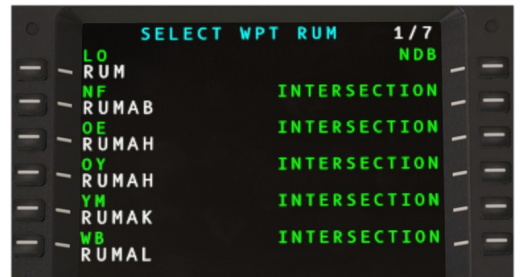 SELECT WPT RUM 1/7
LO NDB
RUM
NF INTERSECTION
RUMAB
OE INTERSECTION
RUMAH
OY INTERSECTION
RUMAH
YM INTERSECTION
RUMAK
WB INTERSECTION
RUMAL